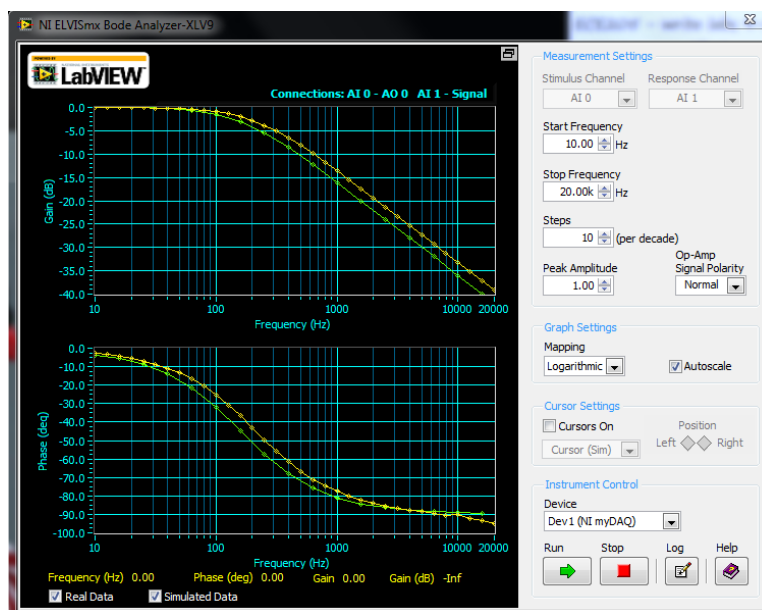 NI ELVISmx Bode Analyzer-XLV9
POWERED BY
LabVIEW™
Connections: AI 0 - AO 0 AI 1 - Signal
Gain (dB)
0.0
-5.0
-10.0
-15.0
-20.0
-25.0
-30.0
-35.0
-40.0
10 100 1000 10000 20000
Frequency (Hz)
Phase (deg)
0.0
-10.0
-20.0
-30.0
-40.0
-50.0
-60.0
-70.0
-80.0
-90.0
-100.0
10 100 1000 10000 20000
Frequency (Hz)
Frequency (Hz) 0.00 Phase (deg) 0.00 Gain 0.00 Gain (dB) -Inf
Real Data Simulated Data
Measurement Settings
Stimulus Channel Response Channel
AI 0 AI 1
Start Frequency
10.00 Hz
Stop Frequency
20.00k Hz
Steps
10 (per decade)
Peak Amplitude Op-Amp Signal Polarity
1.00 Normal
Graph Settings
Mapping
Logarithmic Autoscale
Cursor Settings
Cursors On Position
Cursor (Sim) Left Right
Instrument Control
Device
Dev1 (NI myDAQ)
Run Stop Log Help